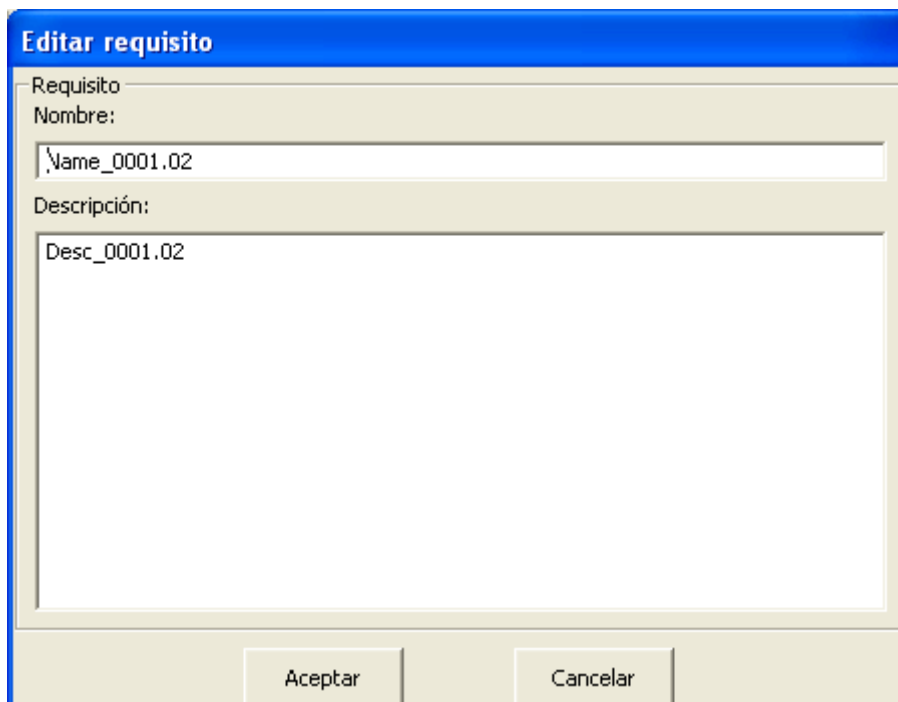 Editar requisito
Requisito
Nombre:
Name_0001.02
Descripción:
Desc_0001.02
Aceptar Cancelar